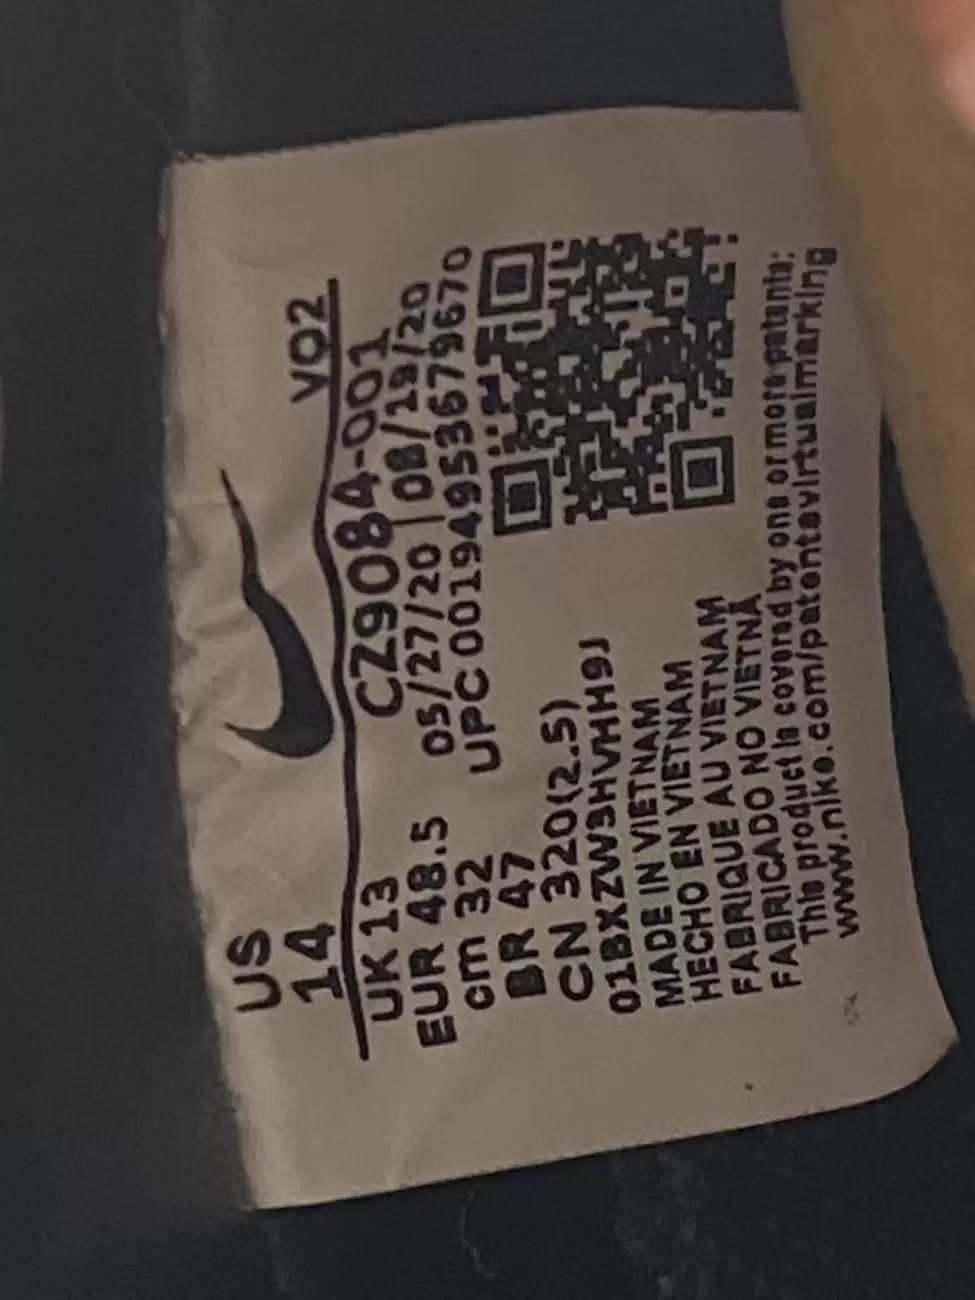 US
14
VO2
UK 13
EUR 48.5
cm 32
BR 47
CN 320(2.5)
CZ9084-001
05/27/20 | 08/19/20
UPC 00194953679670
01BXZW3HVHH9J
MADE IN VIETNAM
HECHO EN VIETNAM
FABRIQUE AU VIETNAM
FABRICADO NO VIETNÃ
This product is covered by one or more patents:
www.nike.com/patentsvirtualmarking